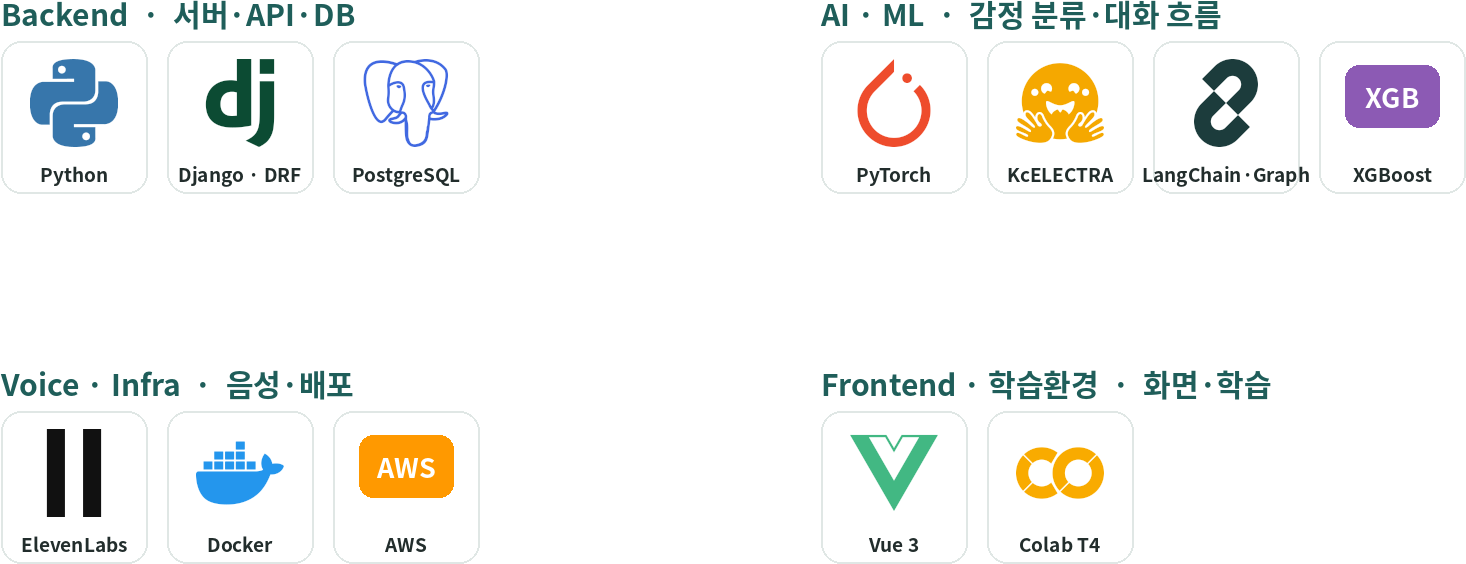 Backend · 서버·API·DB
Python
Django · DRF
PostgreSQL
AI · ML · 감정 분류·대화 흐름
PyTorch
KcELECTRA
LangChain·Graph
XGB
XGBoost
Voice · Infra · 음성·배포
ElevenLabs
Docker
AWS
AWS
Frontend · 학습환경 · 화면·학습
Vue 3
Colab T4